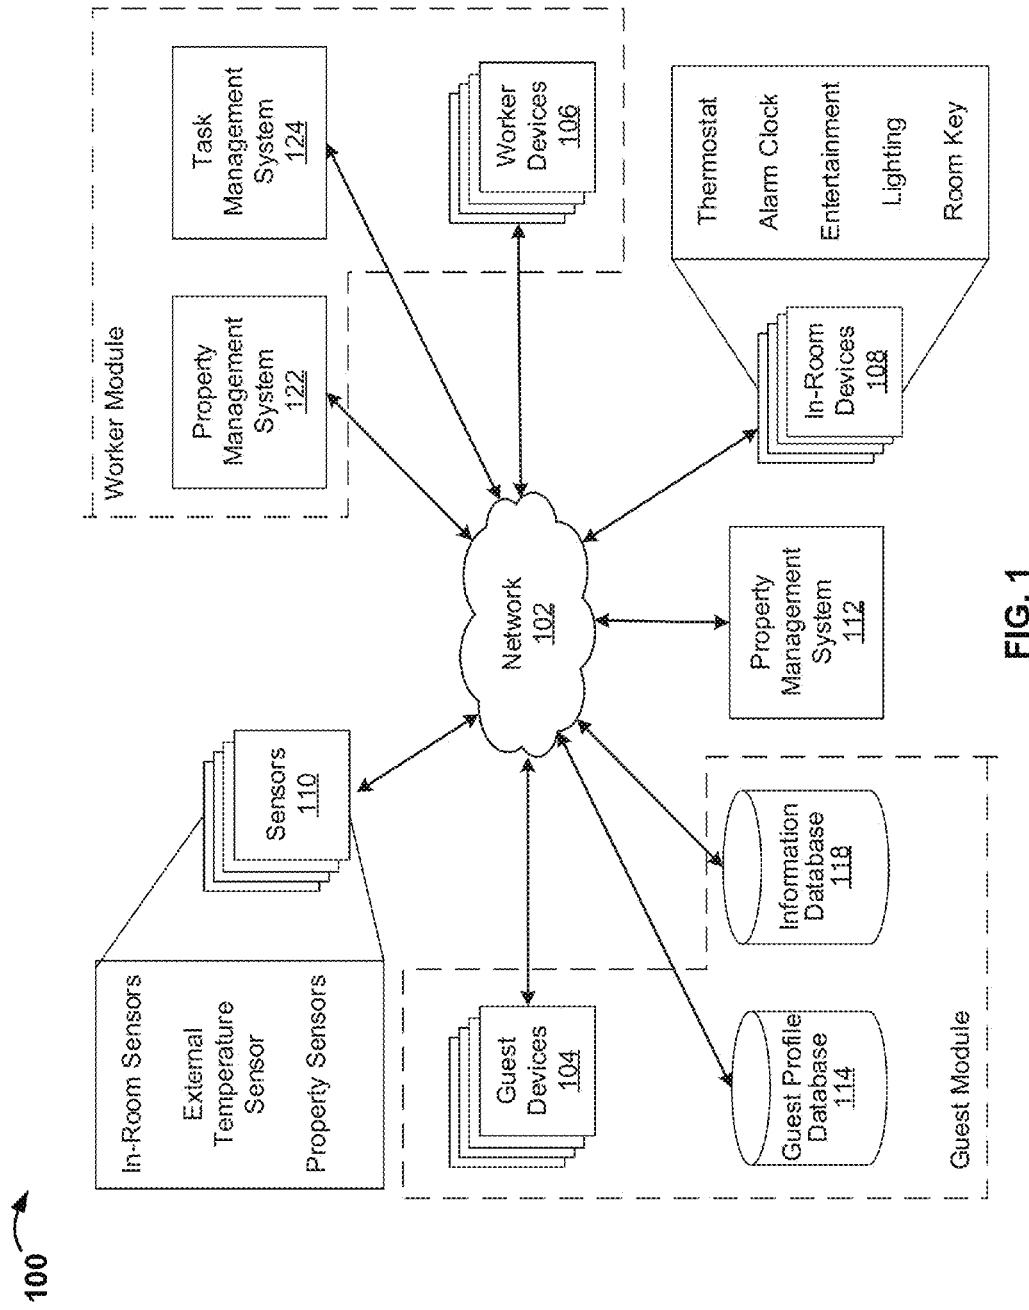 100
In-Room Sensors
External
Temperature
Sensor
Property Sensors
Sensors
110
Worker Module
Property
Management
System
122
Task
Management
System
124
Guest
Devices
104
Network
102
Worker
Devices
106
Guest Profile
Database
114
Information
Database
118
Guest Module
Property
Management
System
112
In-Room
Devices
108
Thermostat
Alarm Clock
Entertainment
Lighting
Room Key
FIG. 1